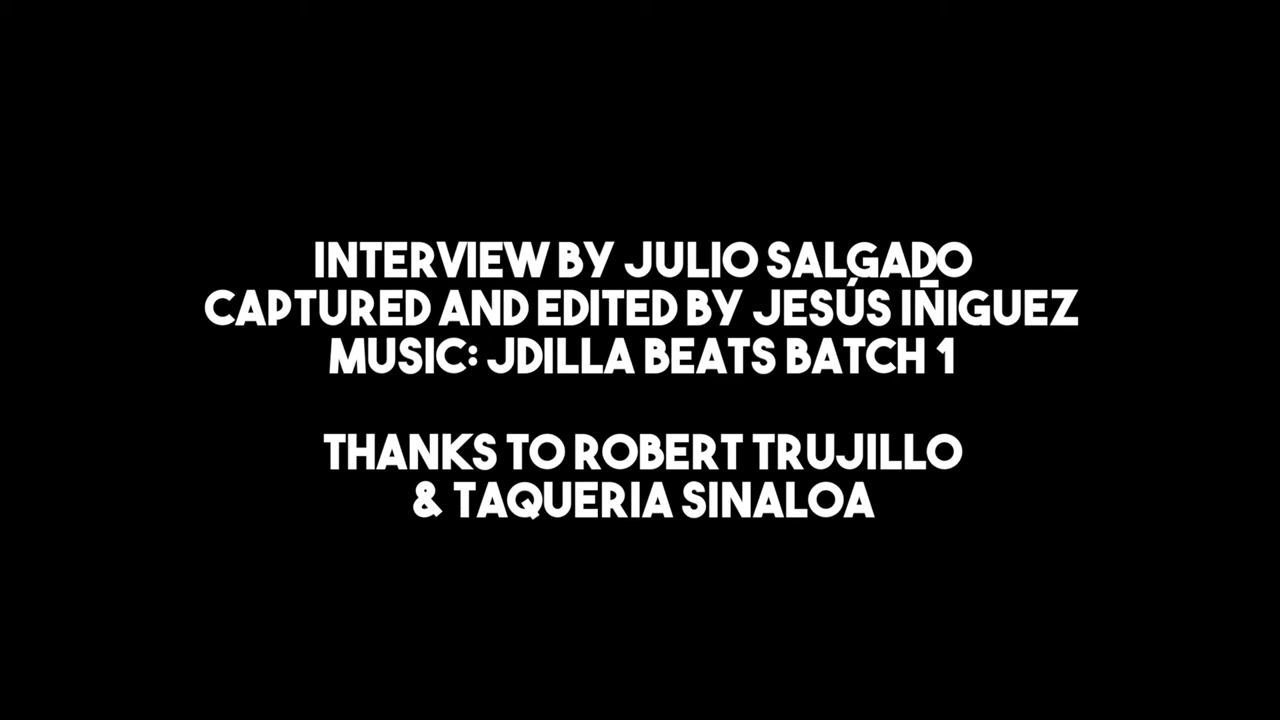 INTERVIEW BY JULIO SALGADO
CAPTURED AND EDITED BY JESÚS IÑIGUEZ
MUSIC: JDILLA BEATS BATCH 1
THANKS TO ROBERT TRUJILLO
& TAQUERIA SINALOA